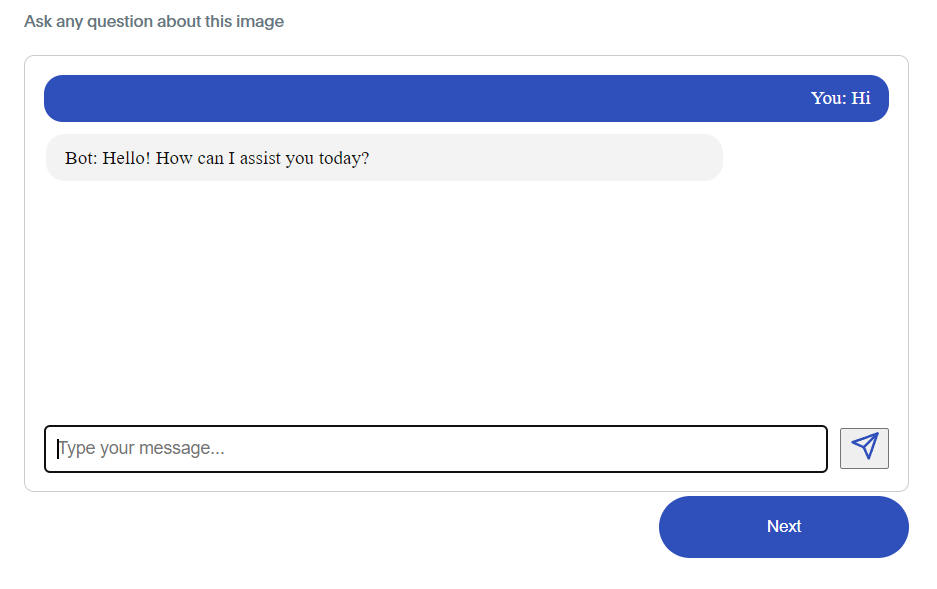 Ask any question about this image
You: Hi
Bot: Hello! How can I assist you today?
Type your message...
Next